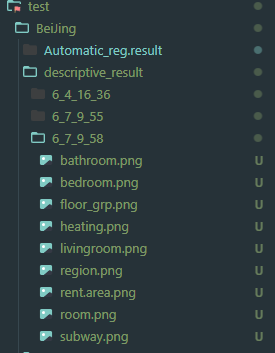 test
BeiJing
Automatic_reg.result
descriptive_result
6_4_16_36
6_7_9_55
6_7_9_58
bathroom.png U
bedroom.png U
floor_grp.png U
heating.png U
livingroom.png U
region.png U
rent.area.png U
room.png U
subway.png U